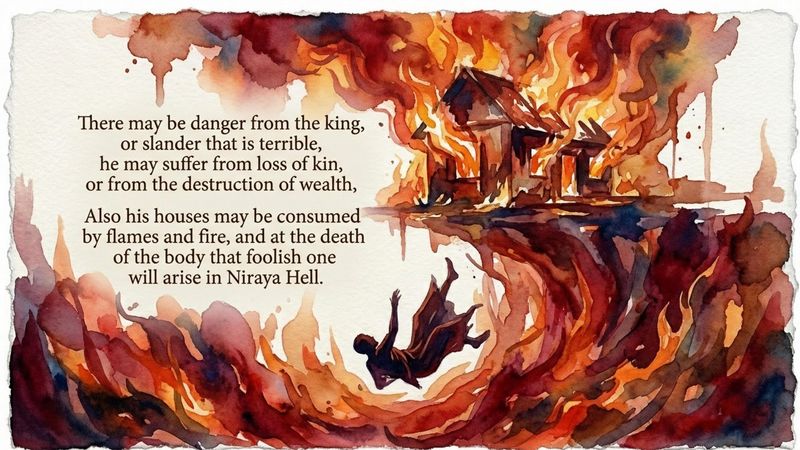 There may be danger from the king,
or slander that is terrible,
he may suffer from loss of kin,
or from the destruction of wealth,
Also his houses may be consumed
by flames and fire, and at the death
of the body that foolish one
will arise in Niraya Hell.